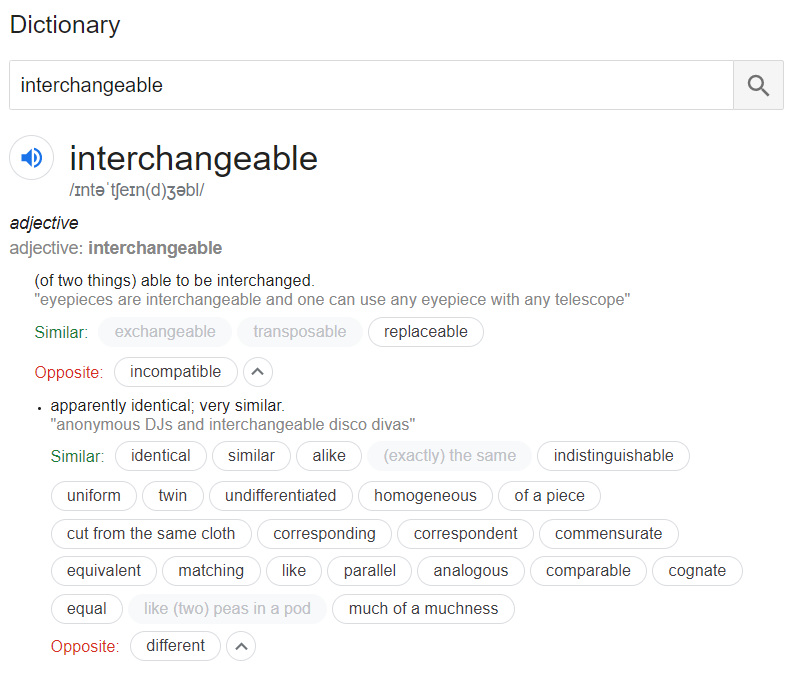 Dictionary
interchangeable
interchangeable
/ɪntəˈtʃeɪn(d)ʒəbl/
adjective
adjective: interchangeable
(of two things) able to be interchanged.
"eyepieces are interchangeable and one can use any eyepiece with any telescope"
Similar: exchangeable transposable replaceable
Opposite: incompatible
• apparently identical; very similar.
"anonymous DJs and interchangeable disco divas"
Similar: identical similar alike (exactly) the same indistinguishable
uniform twin undifferentiated homogeneous of a piece
cut from the same cloth corresponding correspondent commensurate
equivalent matching like parallel analogous comparable cognate
equal like (two) peas in a pod much of a muchness
Opposite: different